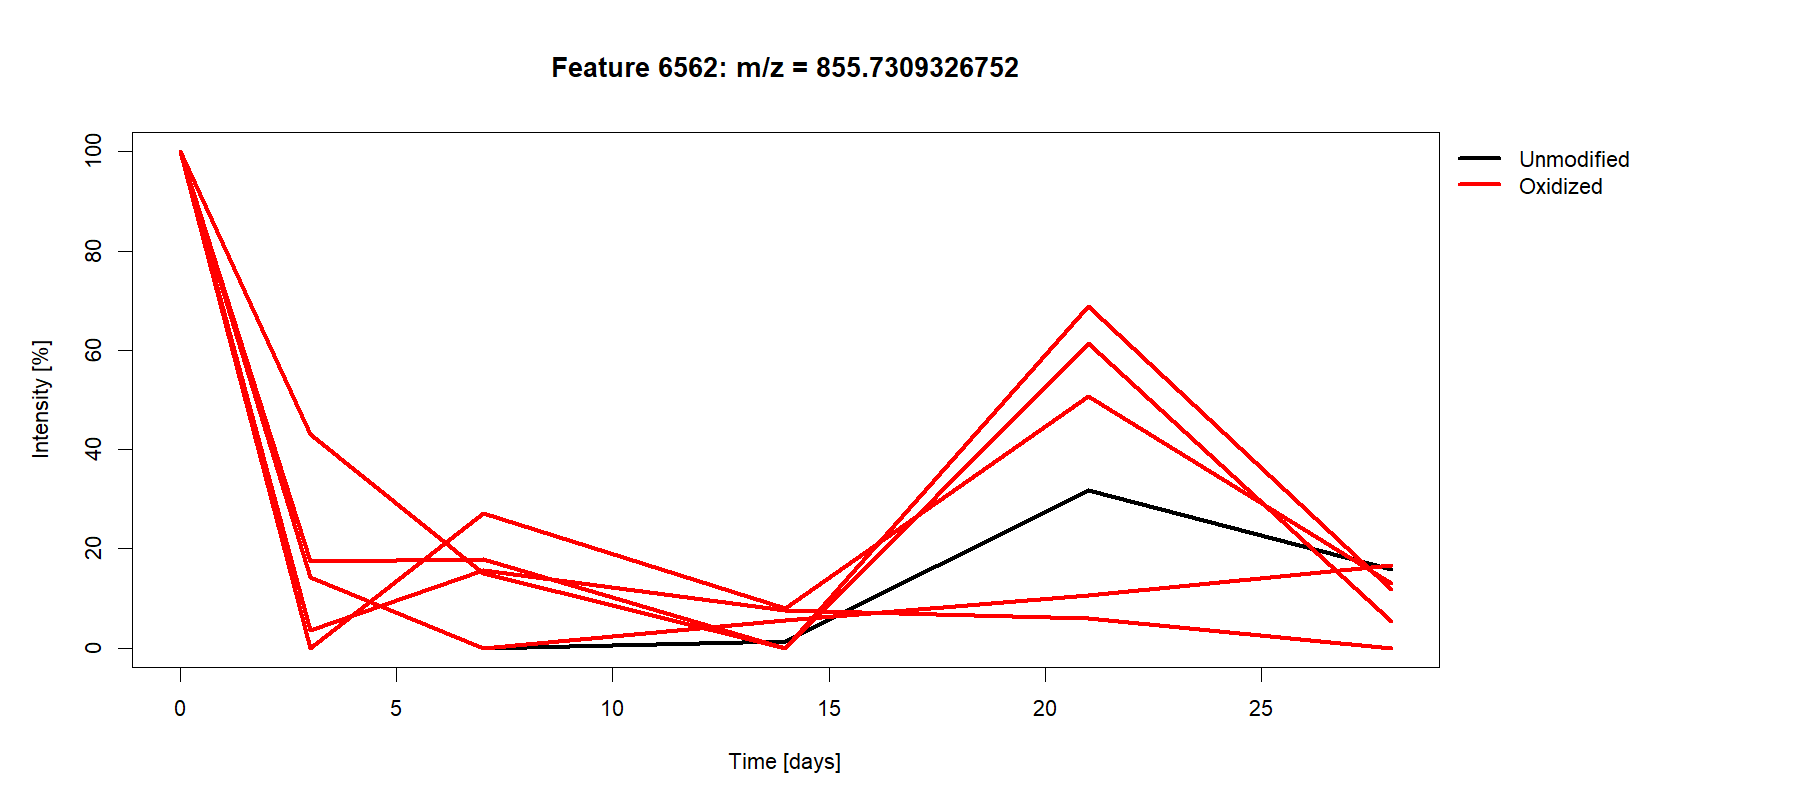 Feature 6562: m/z = 855.7309326752
Unmodified
Oxidized
Intensity [%]
100
80
60
40
20
0
0 5 10 15 20 25
Time [days]